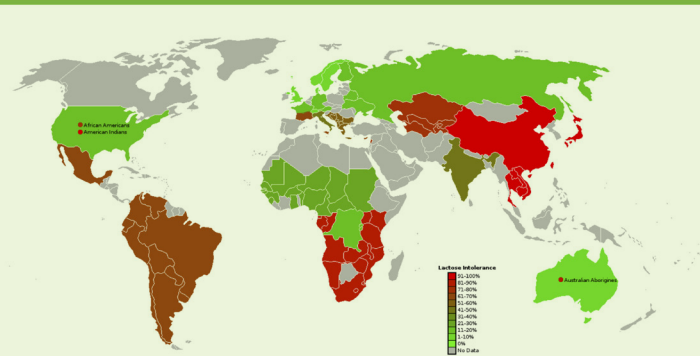 African Americans
American Indians
Australian Aborigines
Lactose Intolerance
91-100%
81-90%
71-80%
61-70%
51-60%
41-50%
31-40%
21-30%
11-20%
1-10%
0%
No Data